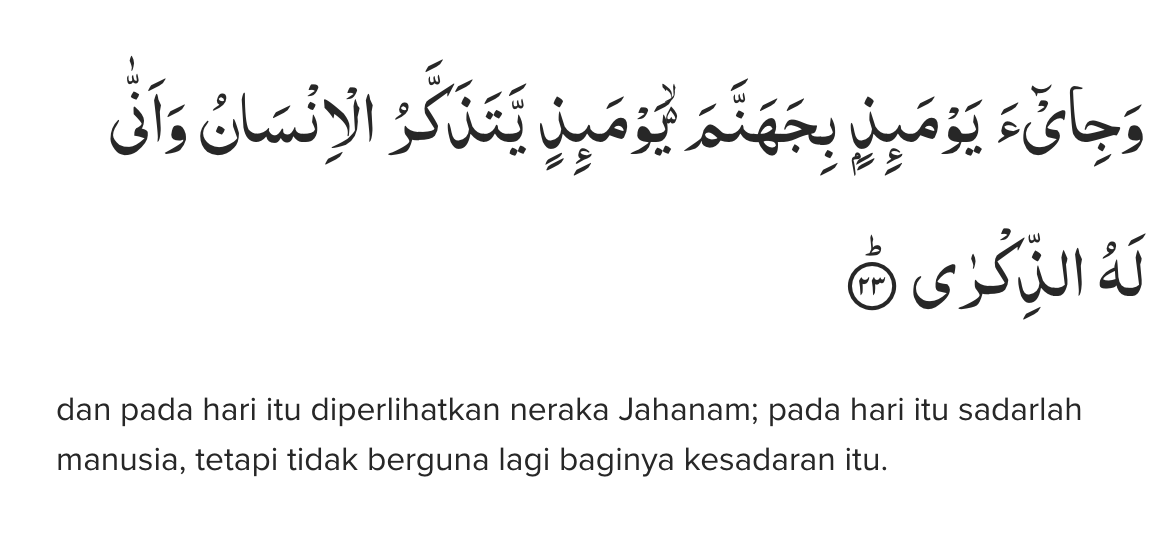 وَجِايْۤءَ يَوْمَىِٕذٍۢ بِجَهَنَّمَ ۙ يَوْمَىِٕذٍ يَّتَذَكَّرُ الْاِنْسَانُ وَاَنّٰى
لَهُ الذِّكْرٰىۗ ٢٣
dan pada hari itu diperlihatkan neraka Jahanam; pada hari itu sadarlah
manusia, tetapi tidak berguna lagi baginya kesadaran itu.